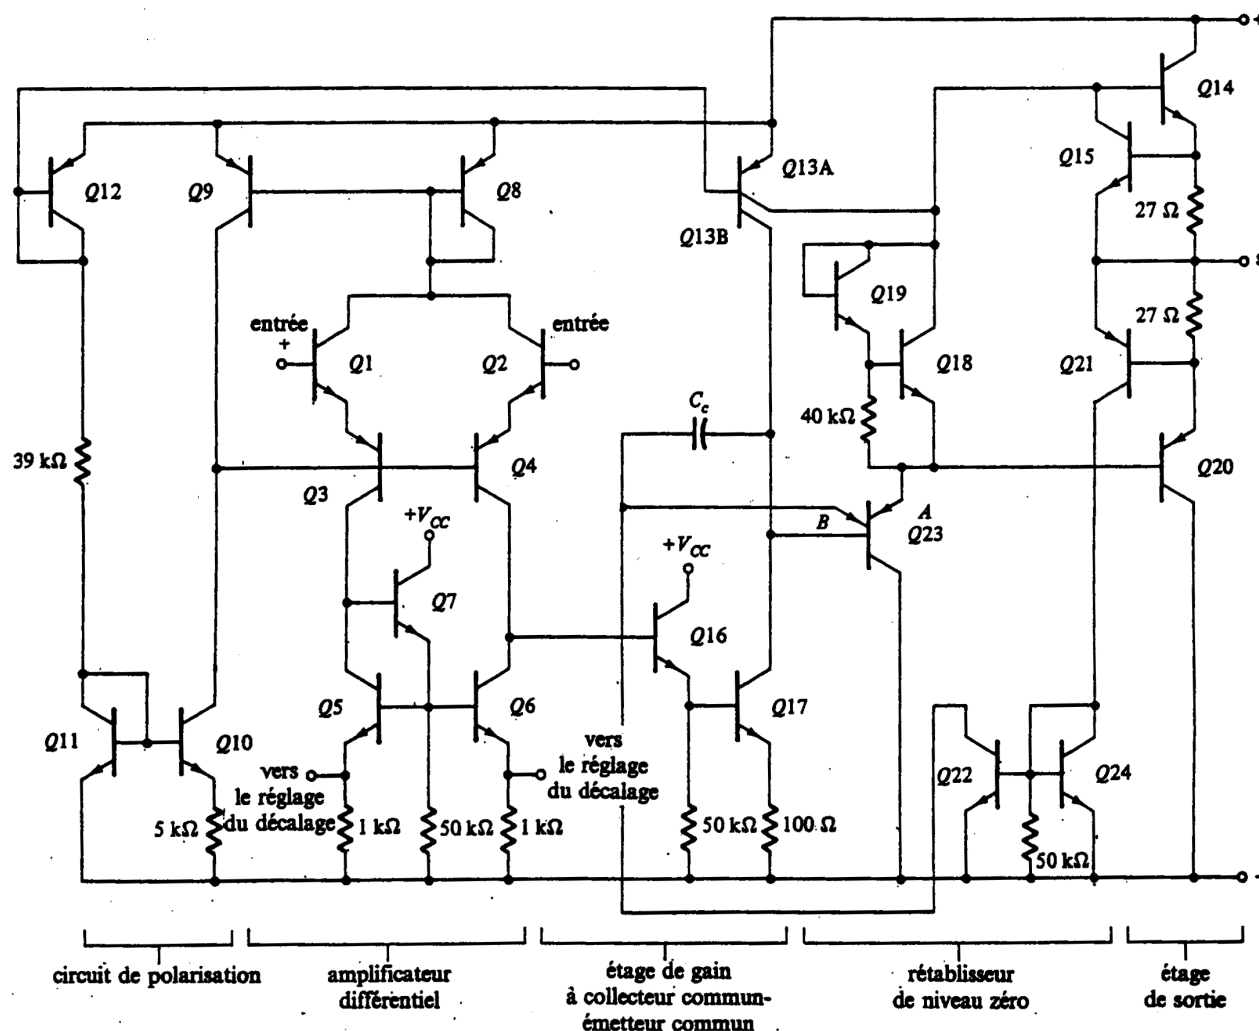 +
Q14
Q15
Q13A
Q12
Q9
Q8
27 Ω
Q13B
Q19
entrée
+
entrée
27 Ω
Q1
Q2
Q18
Q21
C_c
40 kΩ
39 kΩ
Q3
Q4
Q20
+V_CC
B
A
Q23
+V_CC
Q7
Q16
Q5
Q6
Q17
Q11
Q10
vers
le réglage
du décalage
vers
le réglage
du décalage
Q22
Q24
5 kΩ
1 kΩ
50 kΩ
1 kΩ
50 kΩ
100 Ω
50 kΩ
-
circuit de polarisation
amplificateur
différentiel
étage de gain
à collecteur commun-
émetteur commun
rétablisseur
de niveau zéro
étage
de sortie